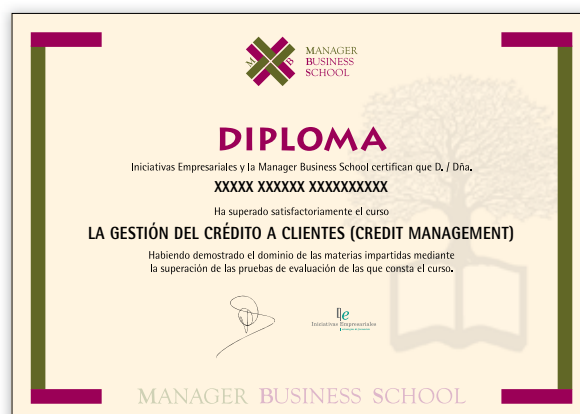 M B
MANAGER
BUSINESS
SCHOOL
DIPLOMA
Iniciativas Empresariales y la Manager Business School certifican que D. / Dña.
XXXXX XXXXXX XXXXXXXXXX
Ha superado satisfactoriamente el curso
LA GESTIÓN DEL CRÉDITO A CLIENTES (CREDIT MANAGEMENT)
Habiendo demostrado el dominio de las materias impartidas mediante
la superación de las pruebas de evaluación de las que consta el curso.
Iniciativas Empresariales
MANAGER BUSINESS SCHOOL